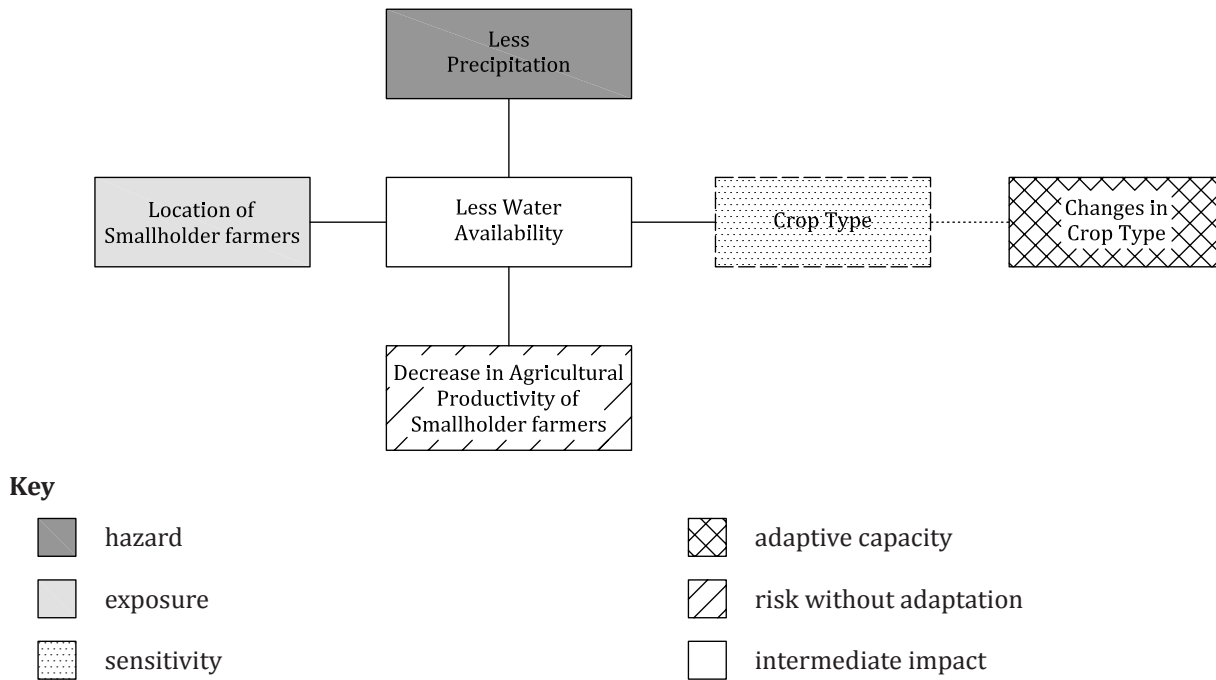 Less
Precipitation
Location of
Smallholder farmers
Less Water
Availability
Crop Type
Changes in
Crop Type
Decrease in Agricultural
Productivity of
Smallholder farmers
Key
hazard
exposure
sensitivity
adaptive capacity
risk without adaptation
intermediate impact